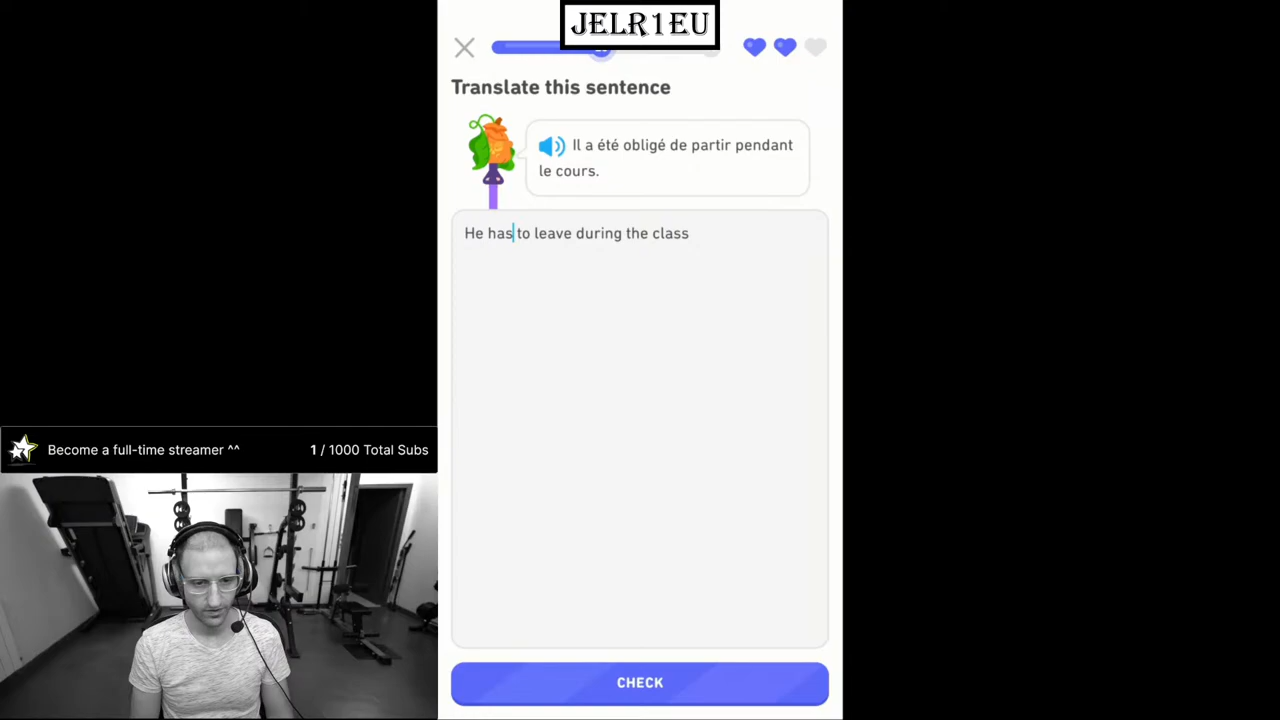 JELR1EU
Translate this sentence
Il a été obligé de partir pendant
le cours.
He has to leave during the class
Become a full-time streamer ^^ 1 / 1000 Total Subs
CHECK